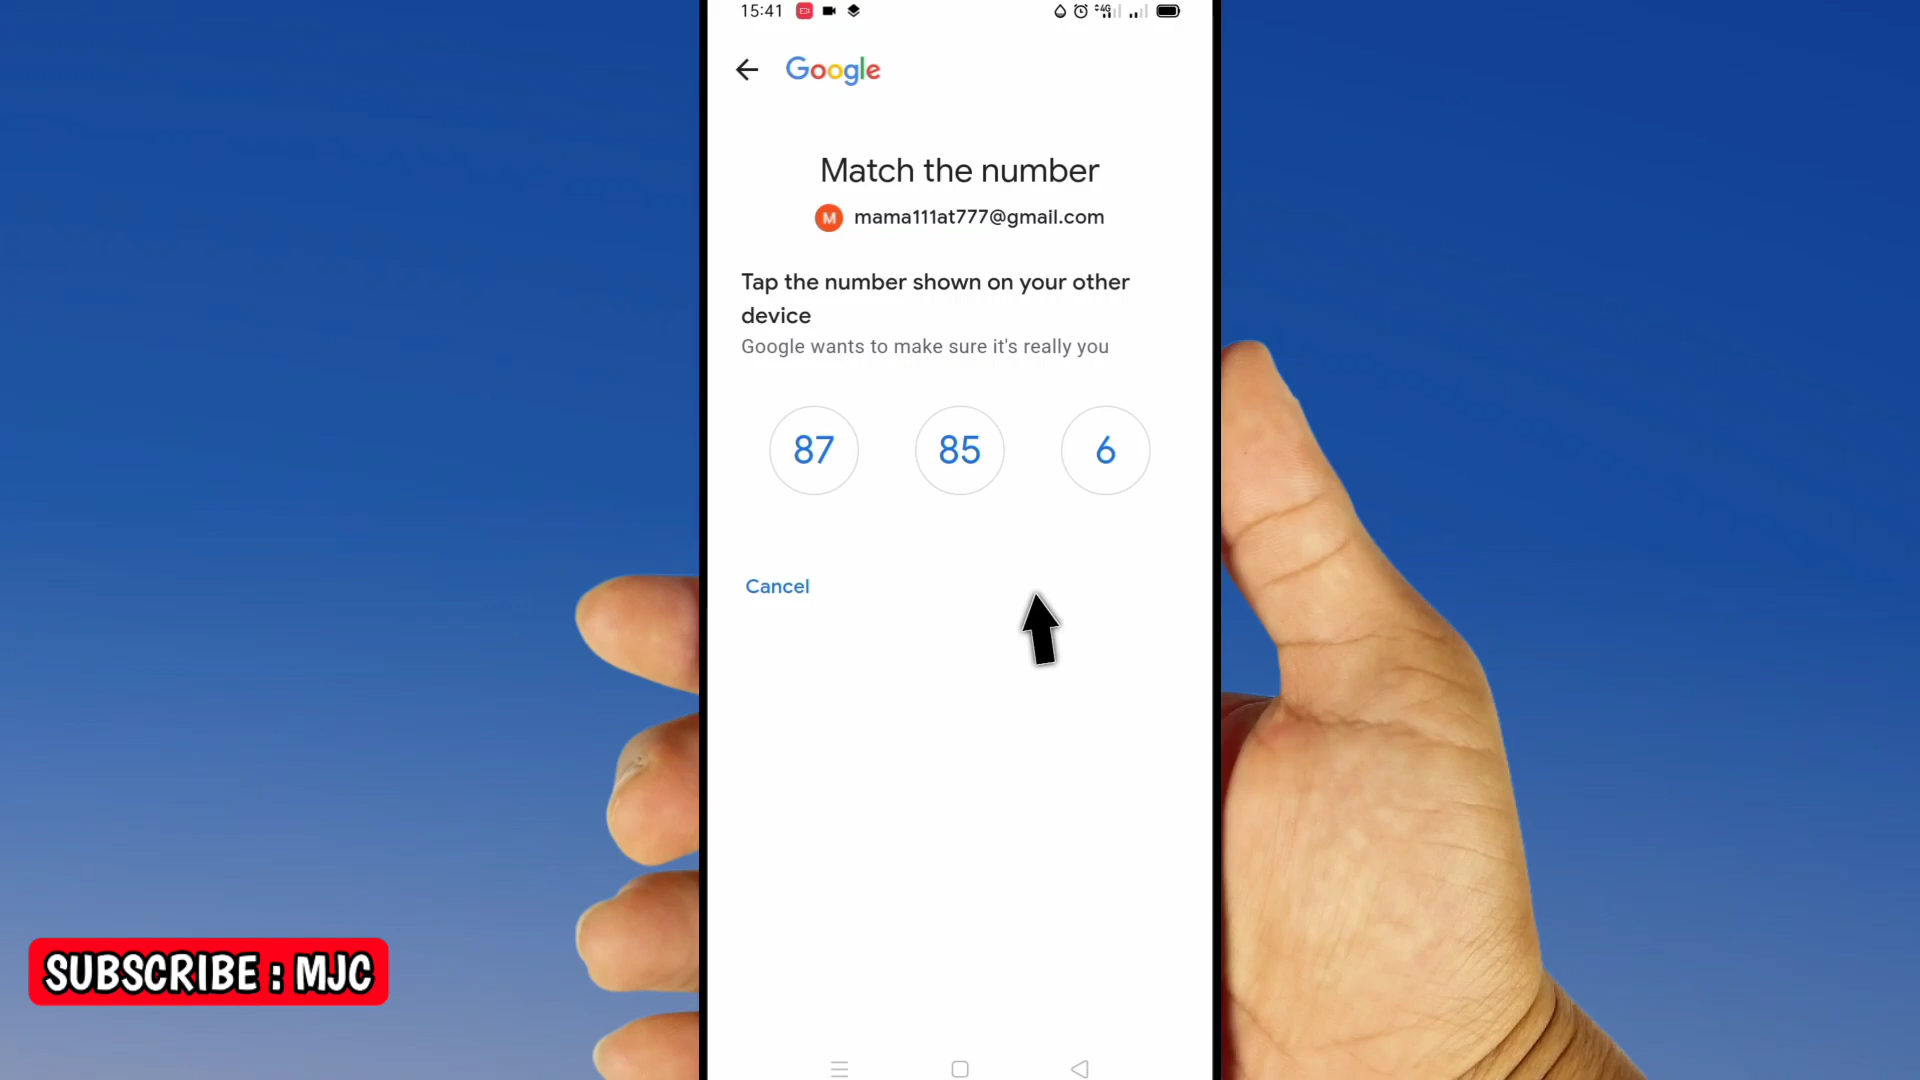 15:41
Google
Match the number
M mama111at777@gmail.com
Tap the number shown on your other
device
Google wants to make sure it's really you
87 85 6
Cancel
SUBSCRIBE : MJC